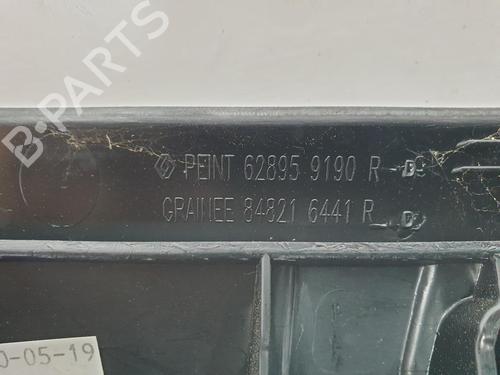 PEINT 62895 9190 R
GRAINEE 84821 6441 R
0-05-19
B-PARTS